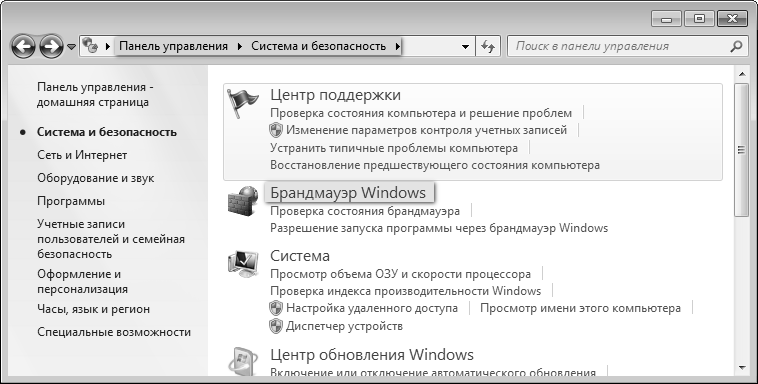 Панель управления Система и безопасность Поиск в панели управления
Панель управления -
домашняя страница
Система и безопасность
Сеть и Интернет
Оборудование и звук
Программы
Учетные записи
пользователей и семейная
безопасность
Оформление и
персонализация
Часы, язык и регион
Специальные возможности
Центр поддержки
Проверка состояния компьютера и решение проблем
Изменение параметров контроля учетных записей
Устранить типичные проблемы компьютера
Восстановление предшествующего состояния компьютера
Брандмауэр Windows
Проверка состояния брандмауэра
Разрешение запуска программы через брандмауэр Windows
Система
Просмотр объема ОЗУ и скорости процессора
Проверка индекса производительности Windows
Настройка удаленного доступа Просмотр имени этого компьютера
Диспетчер устройств
Центр обновления Windows
Включение или отключение автоматического обновления